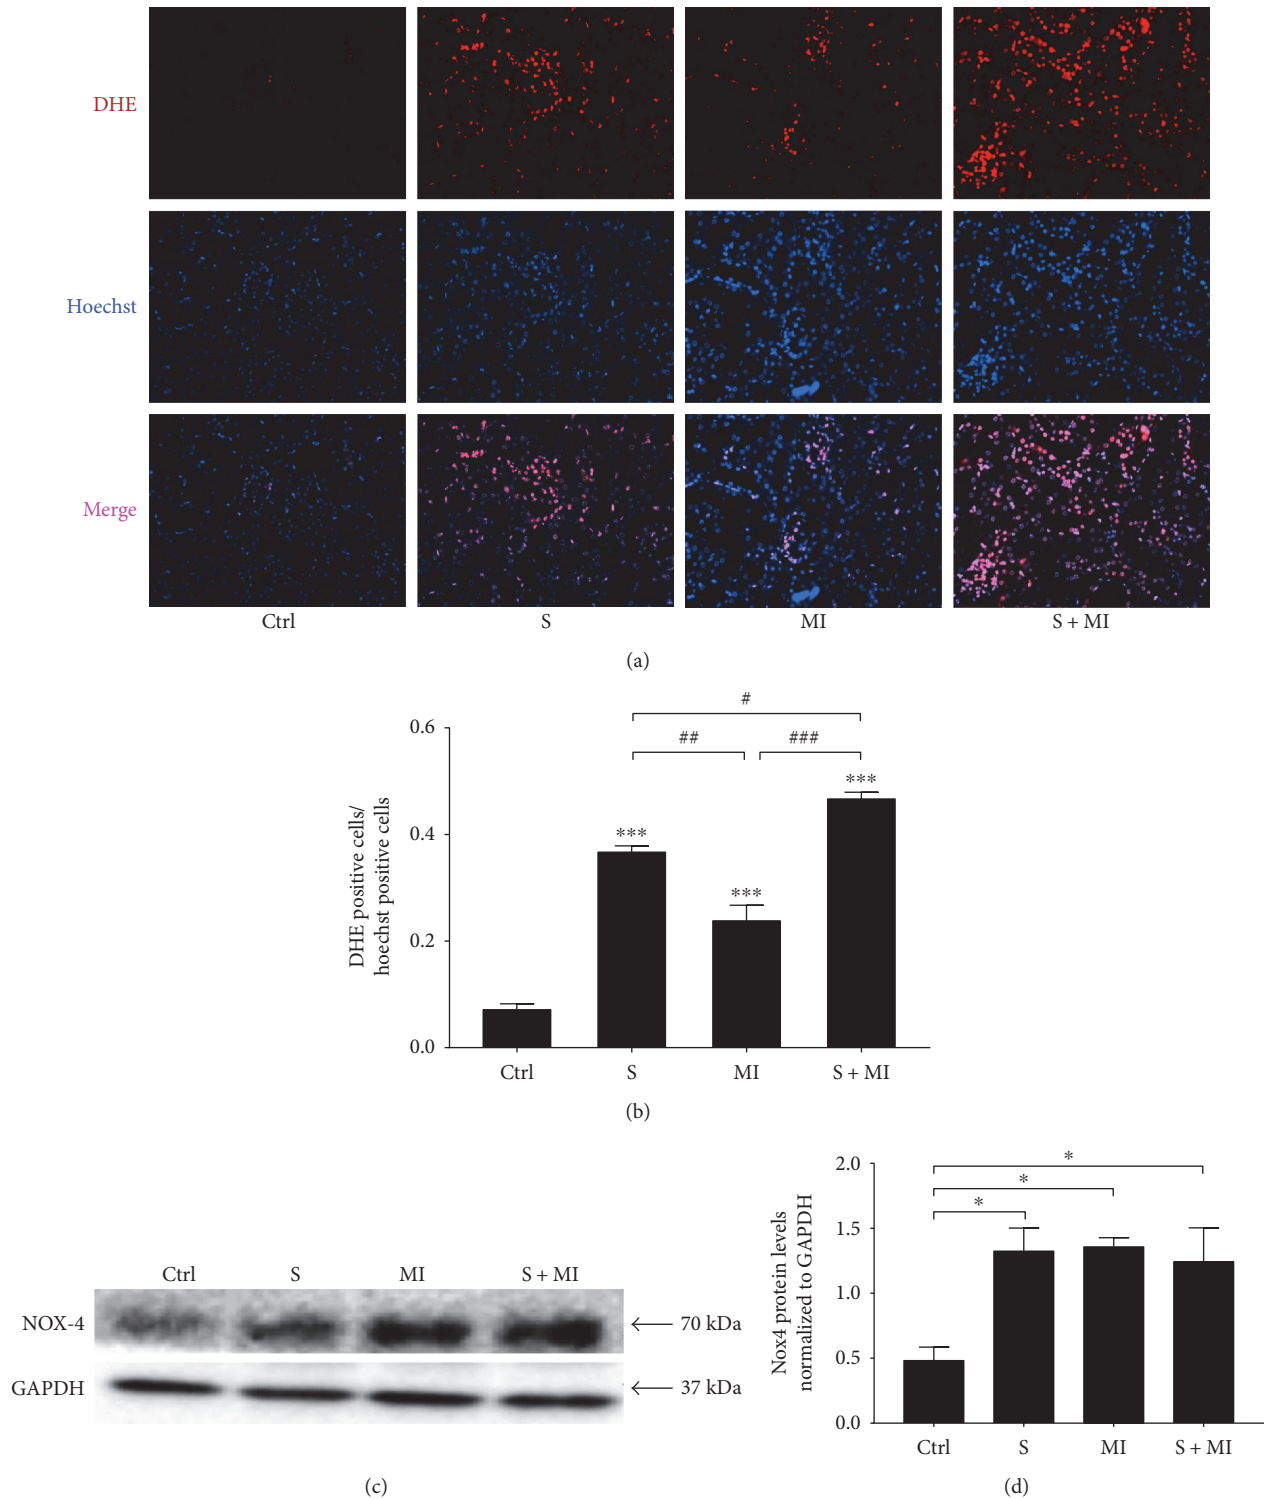 DHE
Hoechst
Merge
Ctrl S MI S + MI
(a)
#
## ###
*** *** ***
0.6
0.4
0.2
0.0
DHE positive cells/
hoechst positive cells
Ctrl S MI S + MI
(b)
Ctrl S MI S + MI
NOX-4 ← 70 kDa
GAPDH ← 37 kDa
(c)
*
*
*
2.0
1.5
1.0
0.5
0.0
Nox4 protein levels
normalized to GAPDH
Ctrl S MI S + MI
(d)